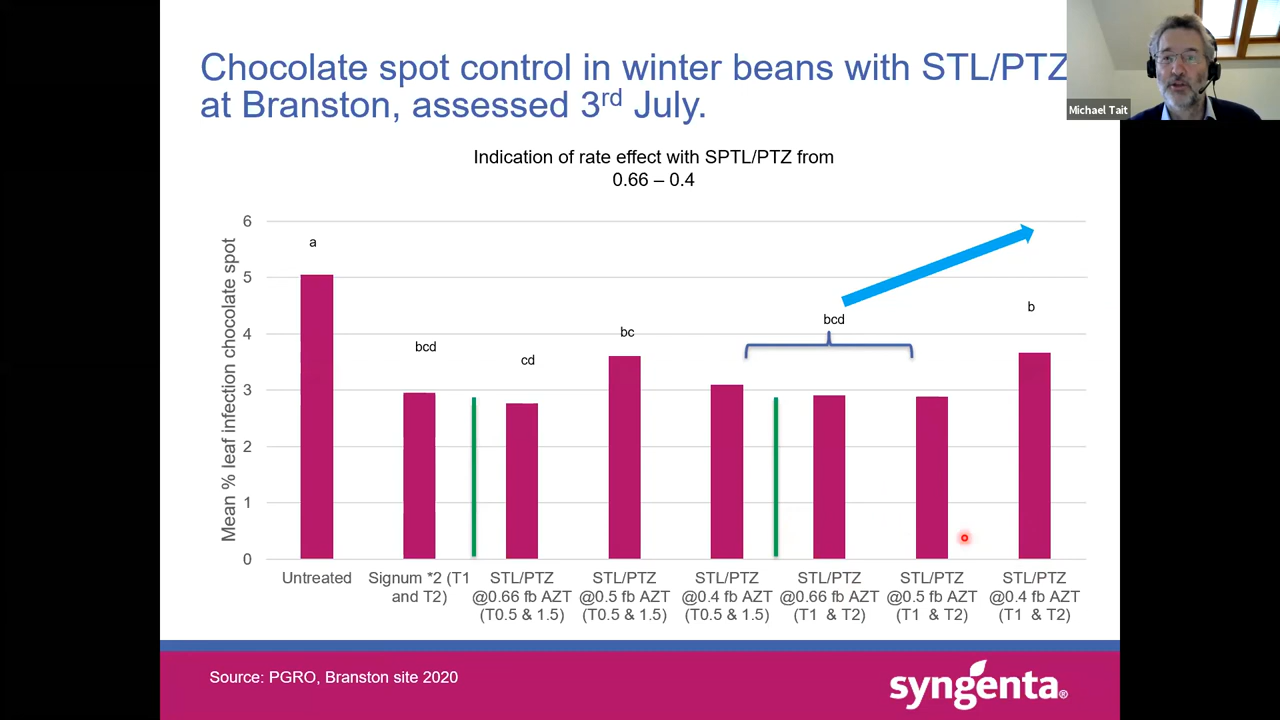 Chocolate spot control in winter beans with STL/PTZ
at Branston, assessed 3rd July.
Michael Tait
Indication of rate effect with SPTL/PTZ from
0.66 – 0.4
Mean % leaf infection chocolate spot
6
5
4
3
2
1
0
a
bcd
cd
bc
bcd
b
Untreated
Signum *2 (T1
and T2)
STL/PTZ
@0.66 fb AZT
(T0.5 & 1.5)
STL/PTZ
@0.5 fb AZT
(T0.5 & 1.5)
STL/PTZ
@0.4 fb AZT
(T0.5 & 1.5)
STL/PTZ
@0.66 fb AZT
(T1 & T2)
STL/PTZ
@0.5 fb AZT
(T1 & T2)
STL/PTZ
@0.4 fb AZT
(T1 & T2)
Source: PGRO, Branston site 2020
syngenta®